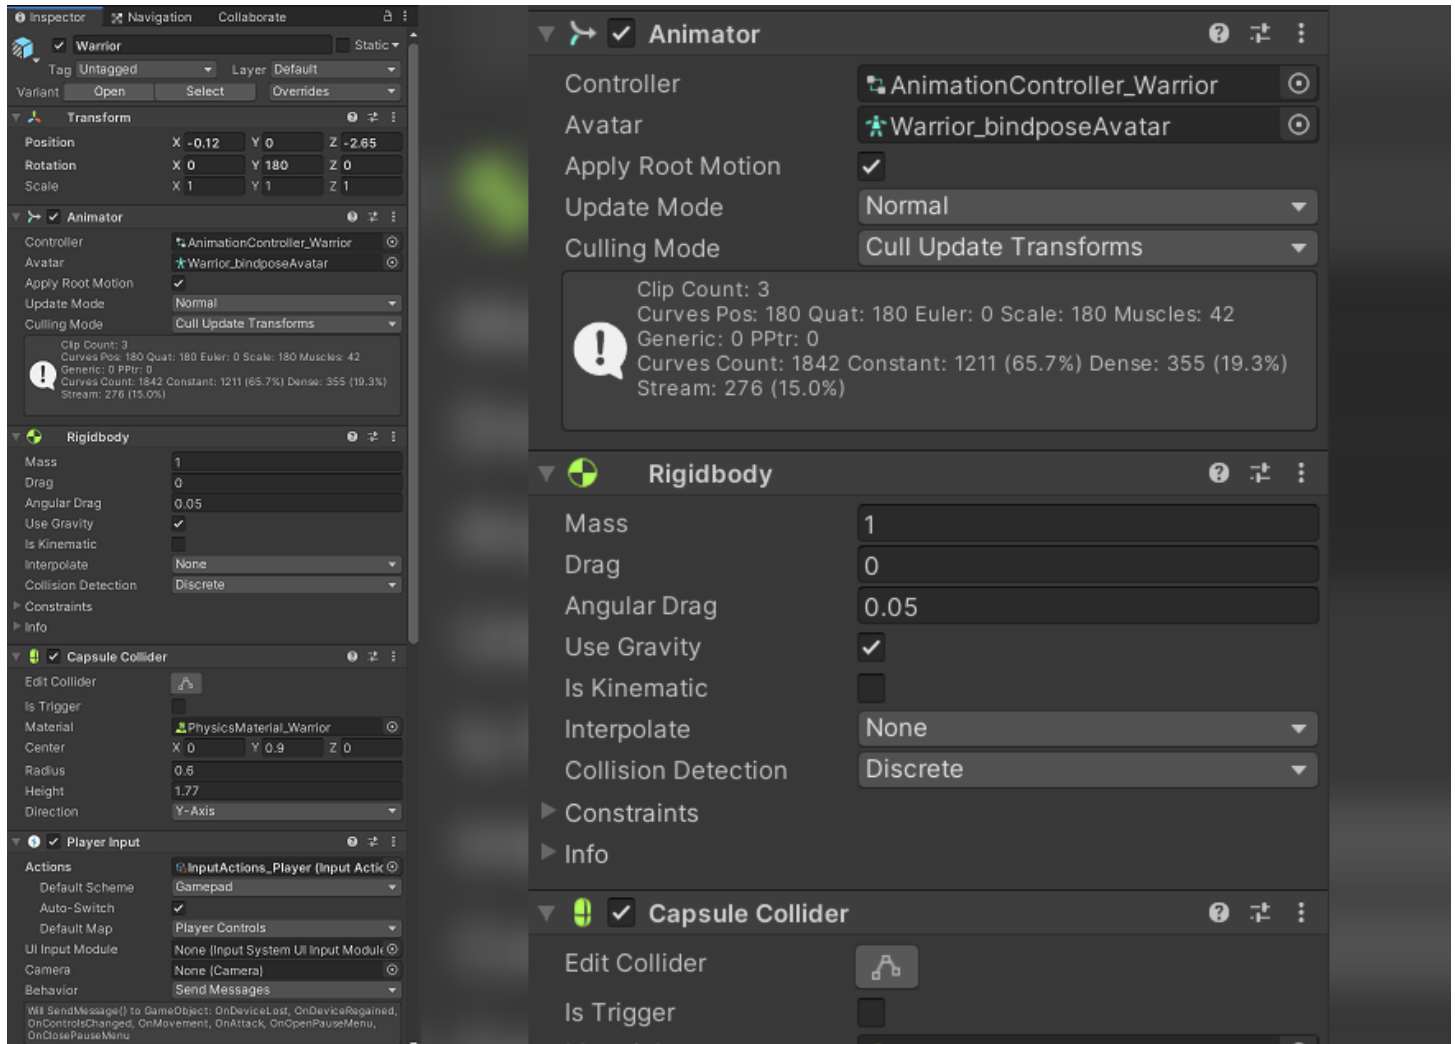 Inspector Navigation Collaborate
Warrior Static
Tag Untagged Layer Default
Variant Open Select Overrides
Transform
Position X -0.12 Y 0 Z -2.65
Rotation X 0 Y 180 Z 0
Scale X 1 Y 1 Z 1
Animator
Controller AnimationController_Warrior
Avatar Warrior_bindposeAvatar
Apply Root Motion
Update Mode Normal
Culling Mode Cull Update Transforms
Clip Count: 3
Curves Pos: 180 Quat: 180 Euler: 0 Scale: 180 Muscles: 42
Generic: 0 PPtr: 0
Curves Count: 1842 Constant: 1211 (65.7%) Dense: 355 (19.3%)
Stream: 276 (15.0%)
Rigidbody
Mass 1
Drag 0
Angular Drag 0.05
Use Gravity
Is Kinematic
Interpolate None
Collision Detection Discrete
Constraints
Info
Capsule Collider
Edit Collider
Is Trigger
Material PhysicsMaterial_Warrior
Center X 0 Y 0.9 Z 0
Radius 0.6
Height 1.77
Direction Y-Axis
Player Input
Actions InputActions_Player (Input Actic
Default Scheme Gamepad
Auto-Switch
Default Map Player Controls
UI Input Module None (Input System UI Input Module
Camera None (Camera)
Behavior Send Messages
Will SendMessage() to GameObject: OnDeviceLost, OnDeviceRegained,
OnControlsChanged, OnMovement, OnAttack, OnOpenPauseMenu,
OnClosePauseMenu
Animator
Controller AnimationController_Warrior
Avatar Warrior_bindposeAvatar
Apply Root Motion
Update Mode Normal
Culling Mode Cull Update Transforms
Clip Count: 3
Curves Pos: 180 Quat: 180 Euler: 0 Scale: 180 Muscles: 42
Generic: 0 PPtr: 0
Curves Count: 1842 Constant: 1211 (65.7%) Dense: 355 (19.3%)
Stream: 276 (15.0%)
Rigidbody
Mass 1
Drag 0
Angular Drag 0.05
Use Gravity
Is Kinematic
Interpolate None
Collision Detection Discrete
Constraints
Info
Capsule Collider
Edit Collider
Is Trigger